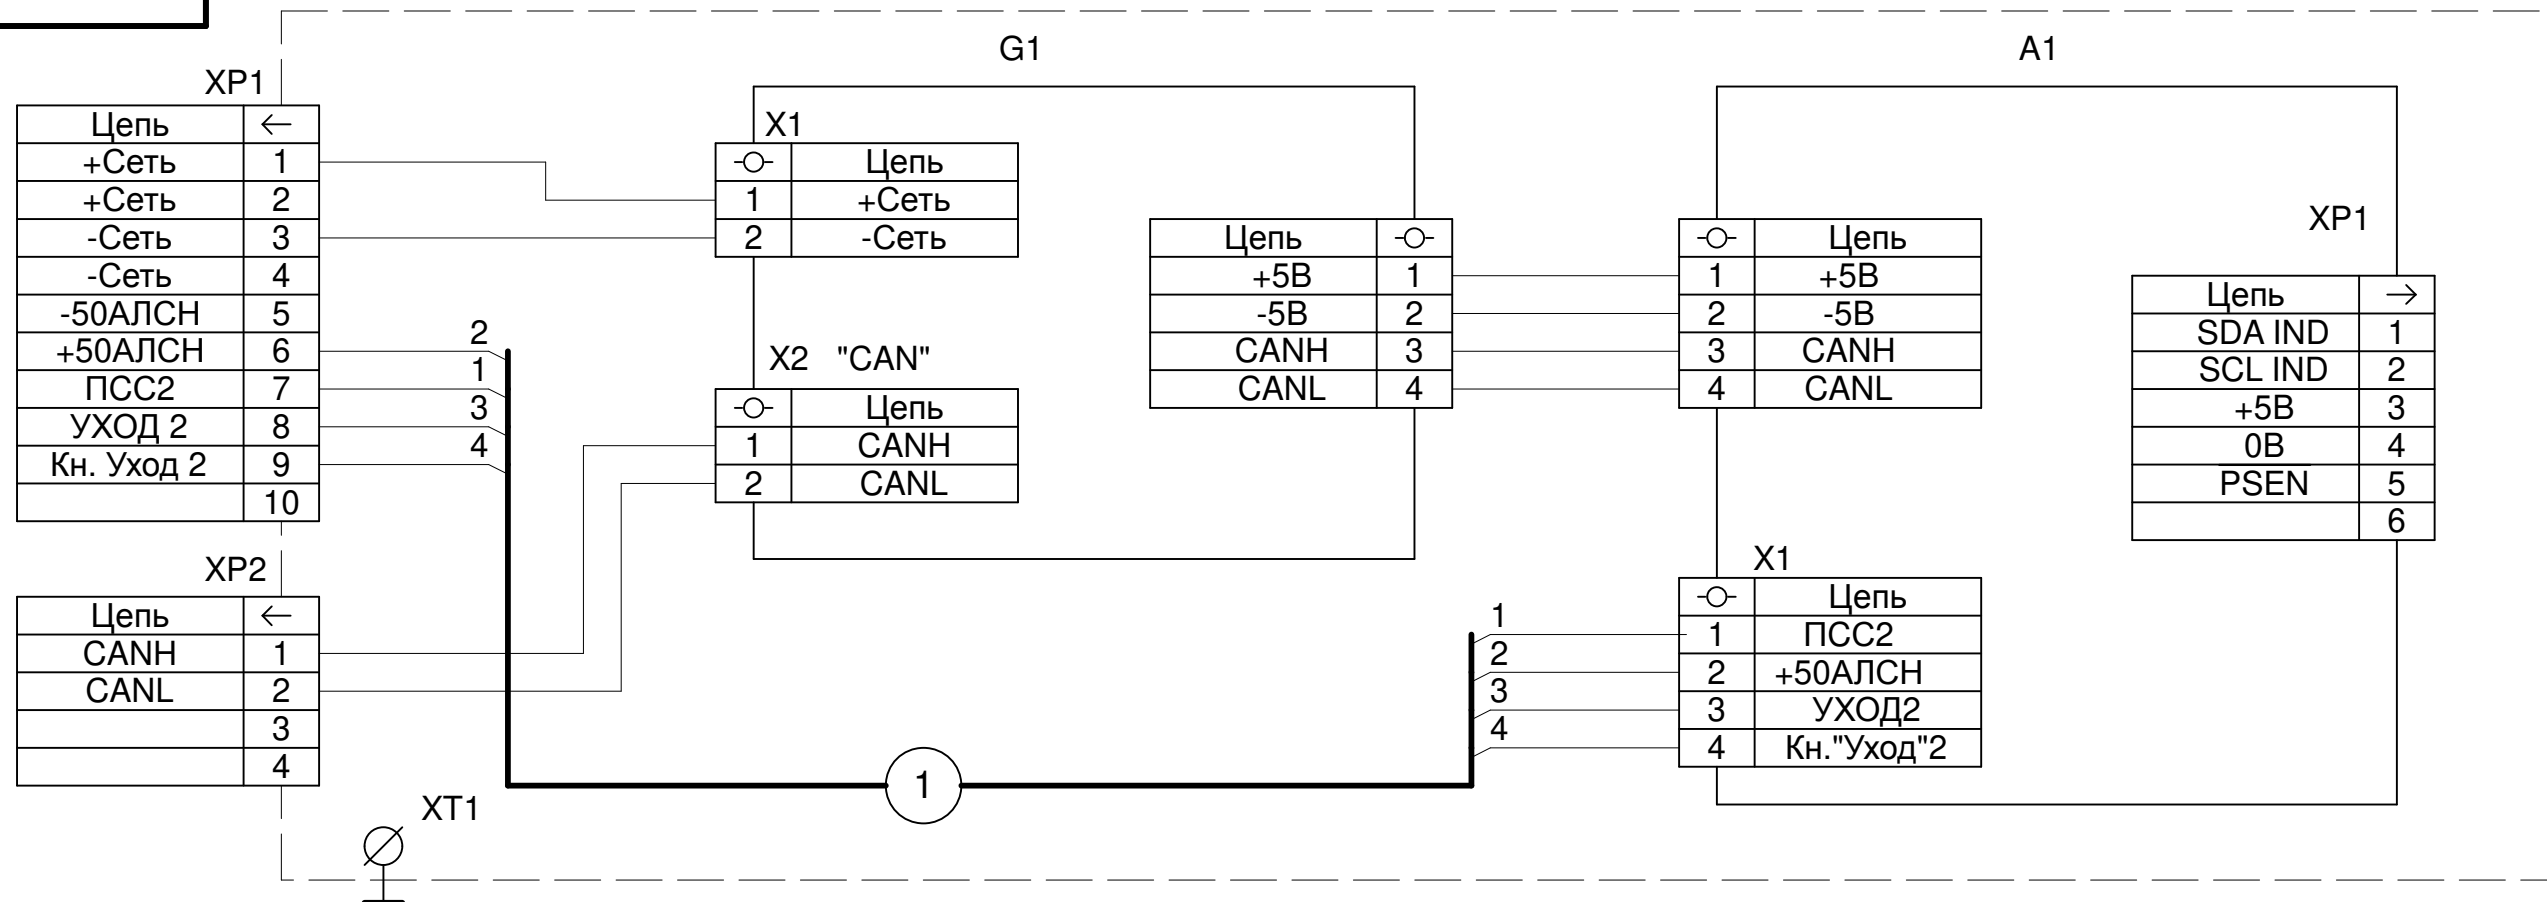 G1
A1
XP1
Цепь
+Сеть 1
+Сеть 2
-Сеть 3
-Сеть 4
-50АЛСН 5
+50АЛСН 6
ПСС2 7
УХОД 2 8
Кн. Уход 2 9
10
2
1
3
4
XP2
Цепь
CANH 1
CANL 2
3
4
XT1
X1
Цепь
1 +Сеть
2 -Сеть
X2 "CAN"
Цепь
1 CANH
2 CANL
Цепь
+5В 1
-5В 2
CANH 3
CANL 4
Цепь
1 +5В
2 -5В
3 CANH
4 CANL
XP1
Цепь
SDA IND 1
SCL IND 2
+5В 3
0В 4
PSEN 5
6
X1
Цепь
1 1 ПСС2
2 2 +50АЛСН
3 3 УХОД2
4 4 Кн."Уход"2
1